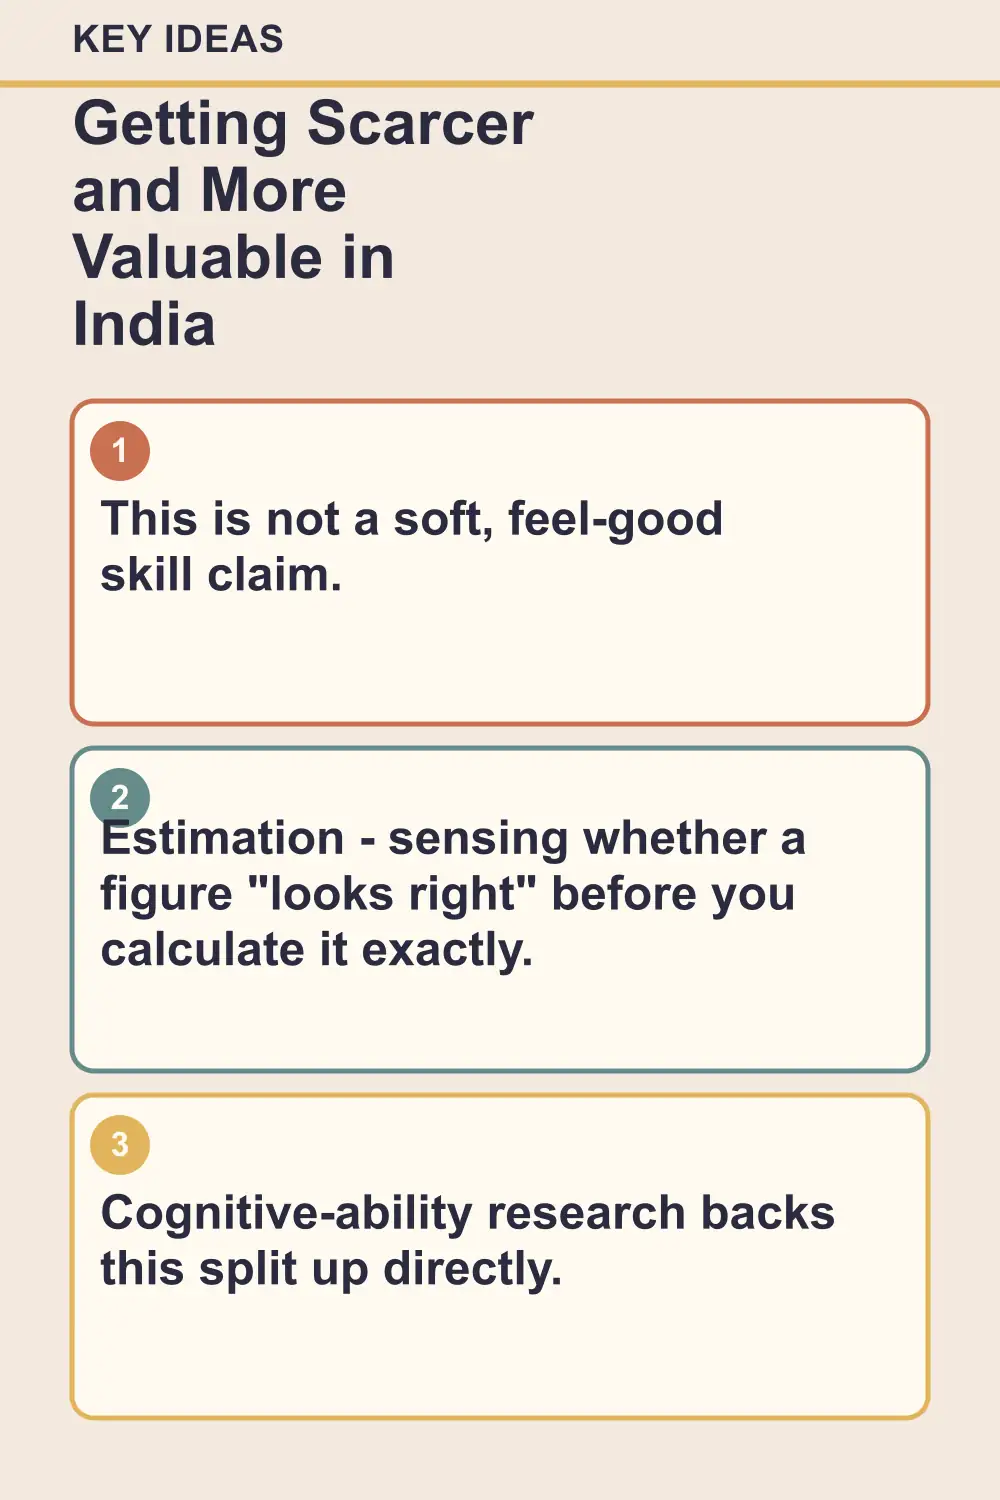 KEY IDEAS
Getting Scarcer
and More
Valuable in
India
1
This is not a soft, feel-good
skill claim.
2
Estimation - sensing whether a
figure "looks right" before you
calculate it exactly.
3
Cognitive-ability research backs
this split up directly.